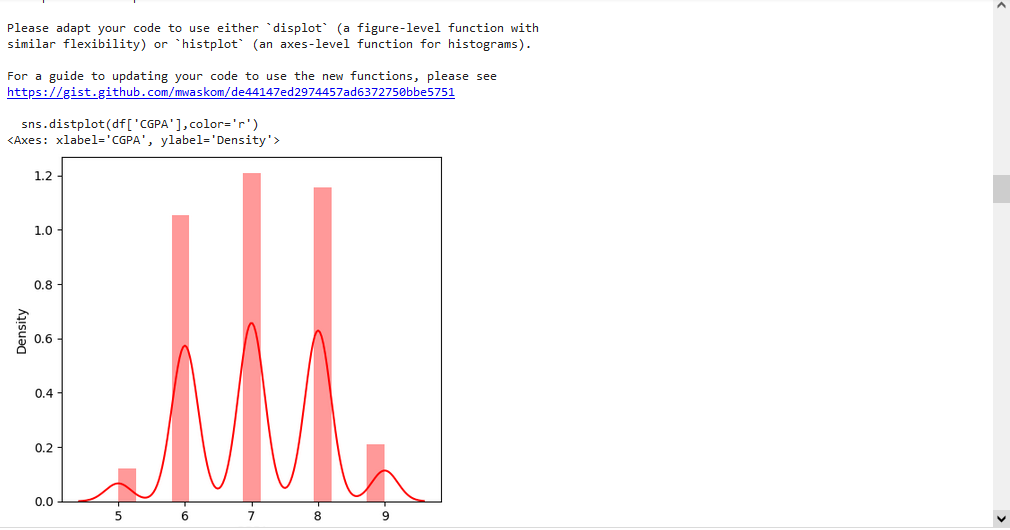 Please adapt your code to use either `displot` (a figure-level function with
similar flexibility) or `histplot` (an axes-level function for histograms).
For a guide to updating your code to use the new functions, please see
https://gist.github.com/mwaskom/de44147ed2974457ad6372750bbe5751
sns.distplot(df['CGPA'],color='r')
<Axes: xlabel='CGPA', ylabel='Density'>
1.2
1.0
0.8
0.6
0.4
0.2
0.0
Density
5 6 7 8 9